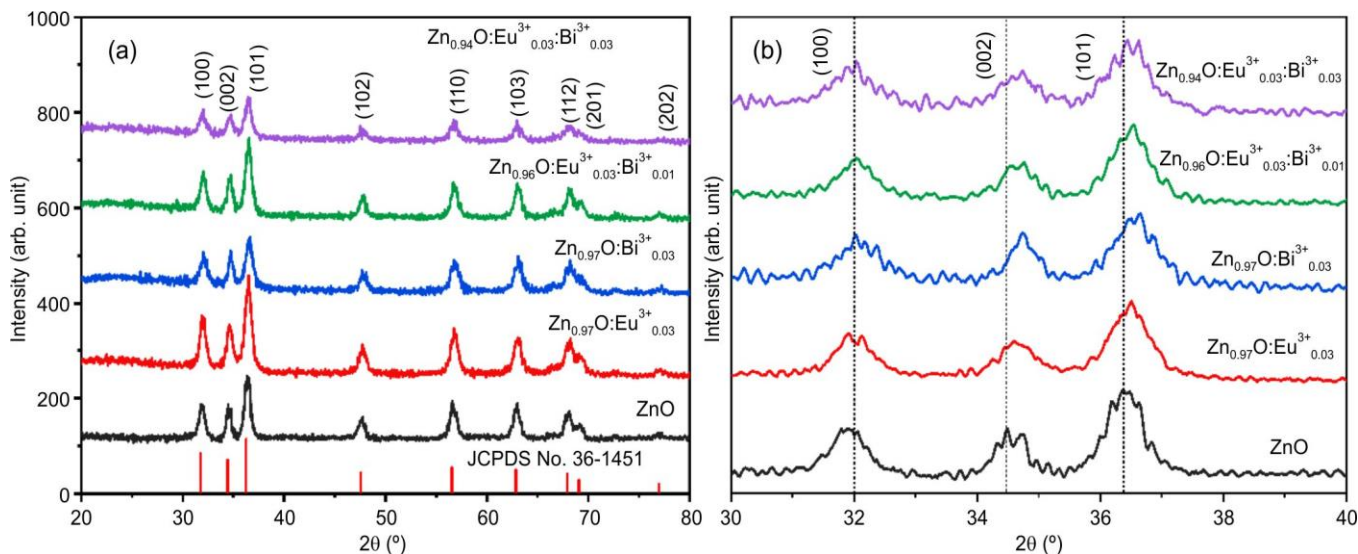 (a)
Zn0.94O:Eu3+0.03:Bi3+0.03
(100)
(002)
(101)
(102)
(110)
(103)
(112)
(201)
(202)
Zn0.96O:Eu3+0.03:Bi3+0.01
Zn0.97O:Bi3+0.03
Zn0.97O:Eu3+0.03
ZnO
JCPDS No. 36-1451
1000
800
600
400
200
0
Intensity (arb. unit)
20 30 40 50 60 70 80
2θ (º)
(b)
(100)
(002)
(101)
Zn0.94O:Eu3+0.03:Bi3+0.03
Zn0.96O:Eu3+0.03:Bi3+0.01
Zn0.97O:Bi3+0.03
Zn0.97O:Eu3+0.03
ZnO
Intensity (arb. unit)
30 32 34 36 38 40
2θ (º)